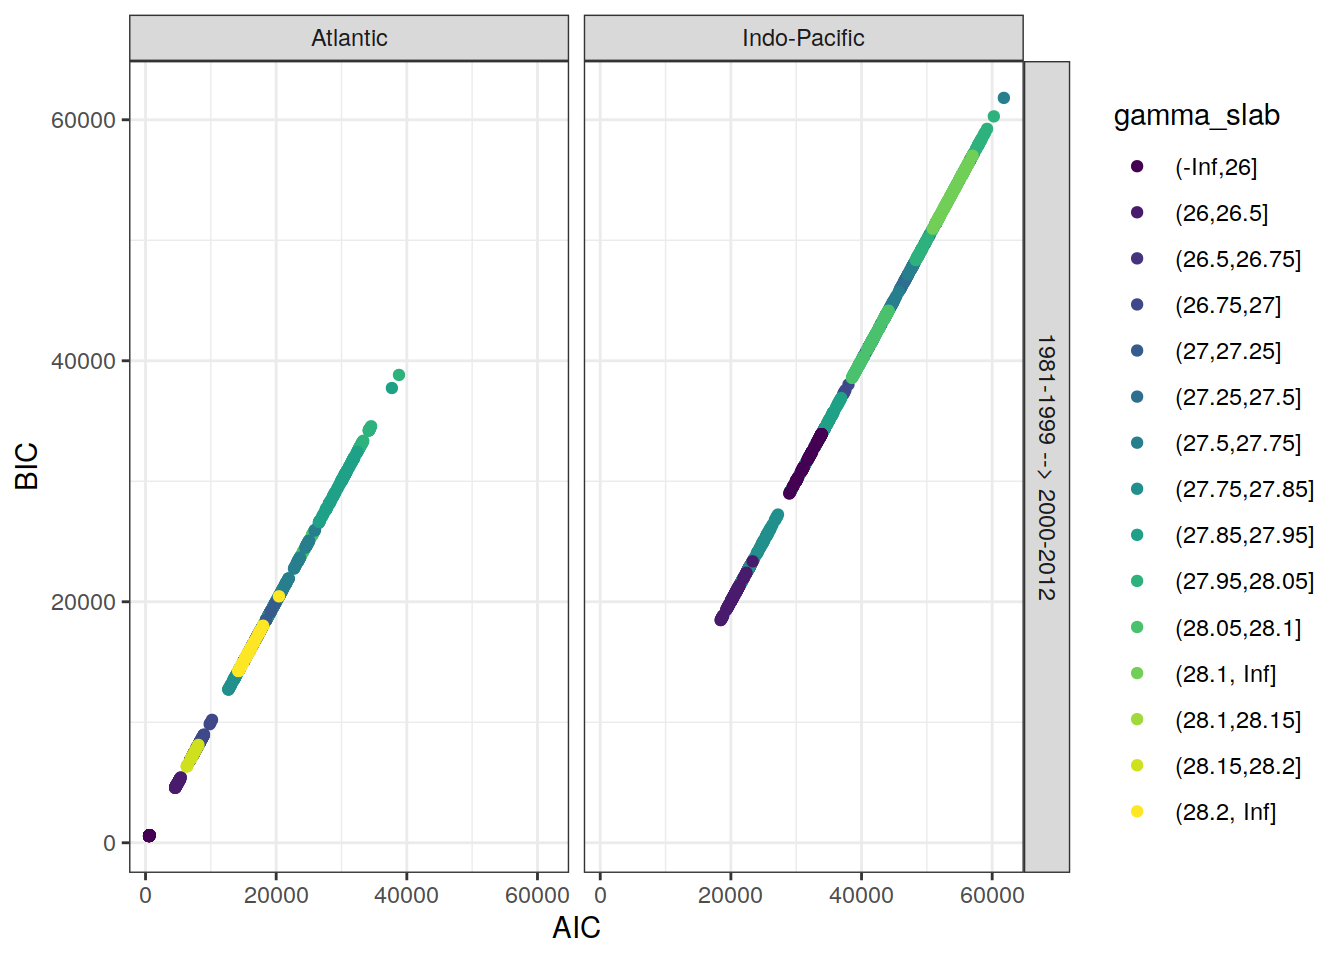 Atlantic
Indo-Pacific
60000
40000
20000
0
BIC
0
20000
40000
60000
0
20000
40000
60000
AIC
1981-1999 --> 2000-2012
gamma_slab
(-Inf,26]
(26,26.5]
(26.5,26.75]
(26.75,27]
(27,27.25]
(27.25,27.5]
(27.5,27.75]
(27.75,27.85]
(27.85,27.95]
(27.95,28.05]
(28.05,28.1]
(28.1, Inf]
(28.1,28.15]
(28.15,28.2]
(28.2, Inf]